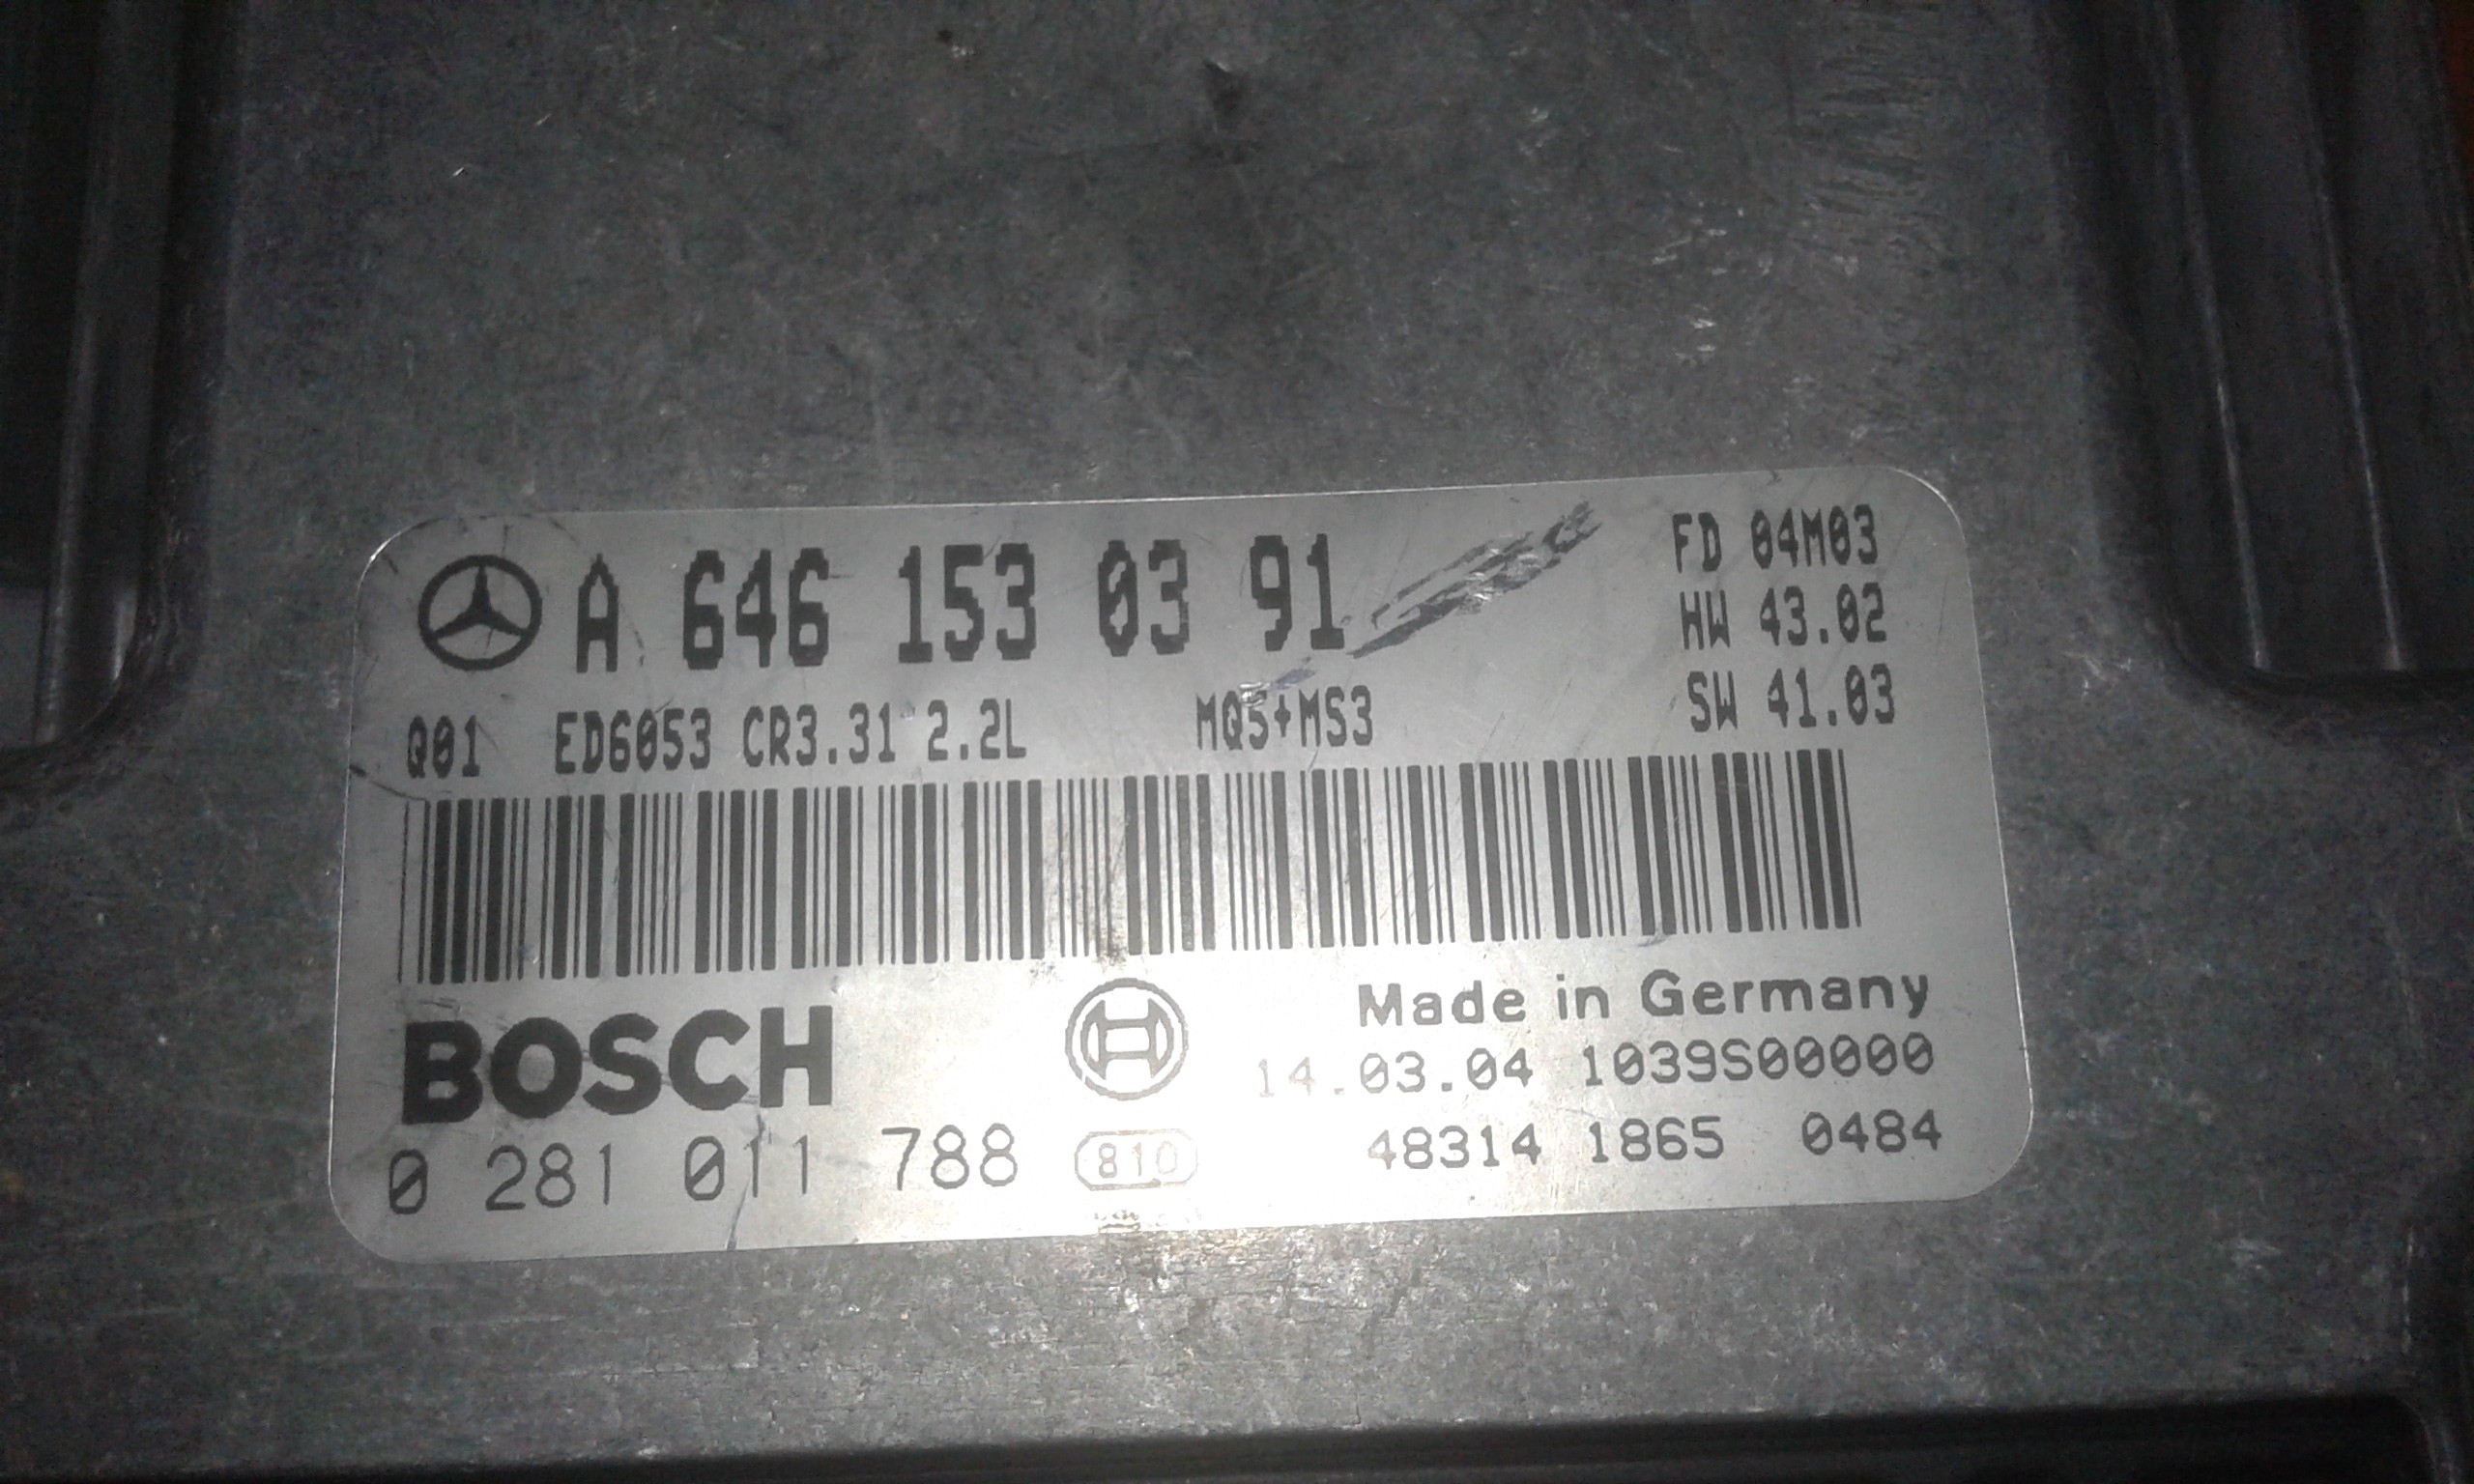 A 646 153 03 91
FD 04M03
HW 43.02
Q01 ED6053 CR3.31 2.2L MQ5+MS3
SW 41.03
BOSCH
Made in Germany
14.03.04 1039S00000
0 281 011 788 810 48314 1865 0484